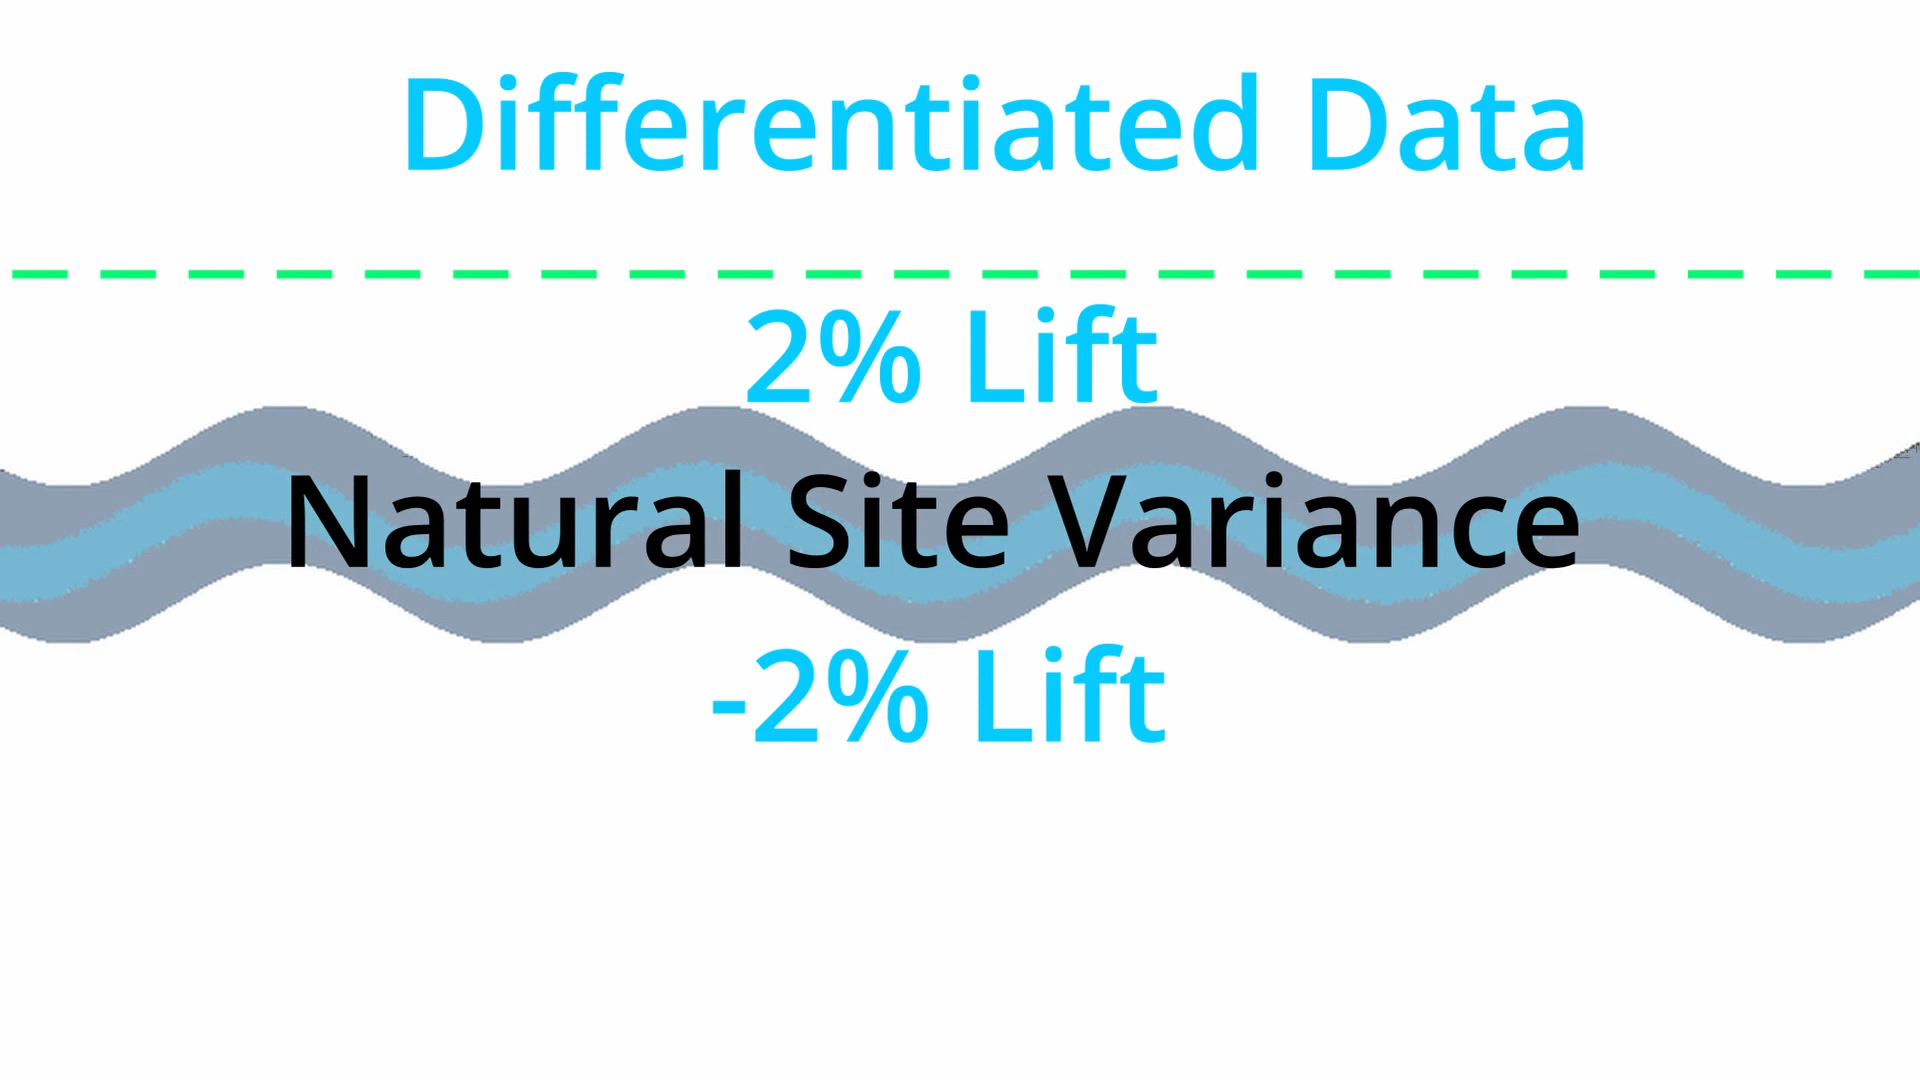 Differentiated Data
2% Lift
Natural Site Variance
-2% Lift